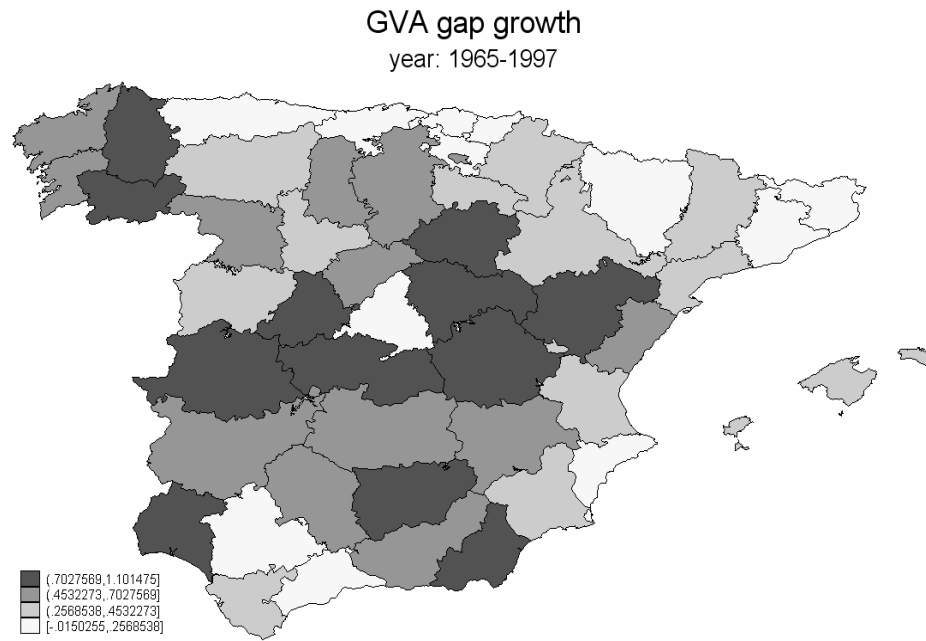 GVA gap growth
year: 1965-1997
(.7027569,1.101475]
(.4532273,.7027569]
(.2568538,.4532273]
[-.0150255,.2568538]